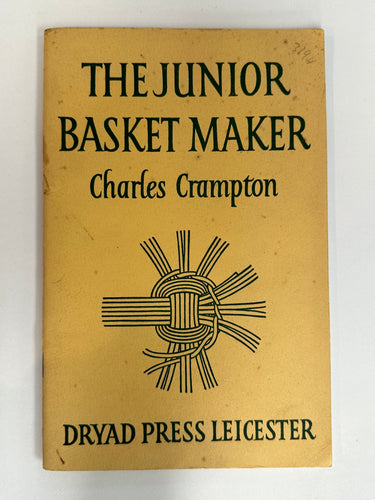 THE JUNIOR
BASKET MAKER
Charles Crampton
DRYAD PRESS LEICESTER